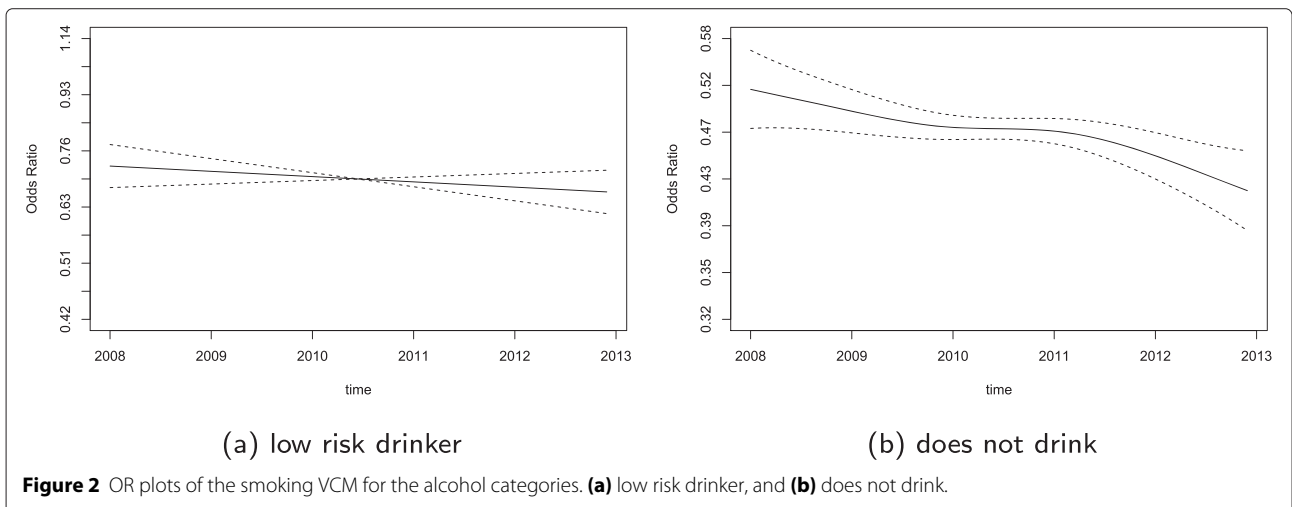 Odds Ratio
1.14
0.93
0.76
0.63
0.51
0.42
2008 2009 2010 2011 2012 2013
time
(a) low risk drinker
Odds Ratio
0.58
0.52
0.47
0.43
0.39
0.35
0.32
2008 2009 2010 2011 2012 2013
time
(b) does not drink
Figure 2 OR plots of the smoking VCM for the alcohol categories. (a) low risk drinker, and (b) does not drink.